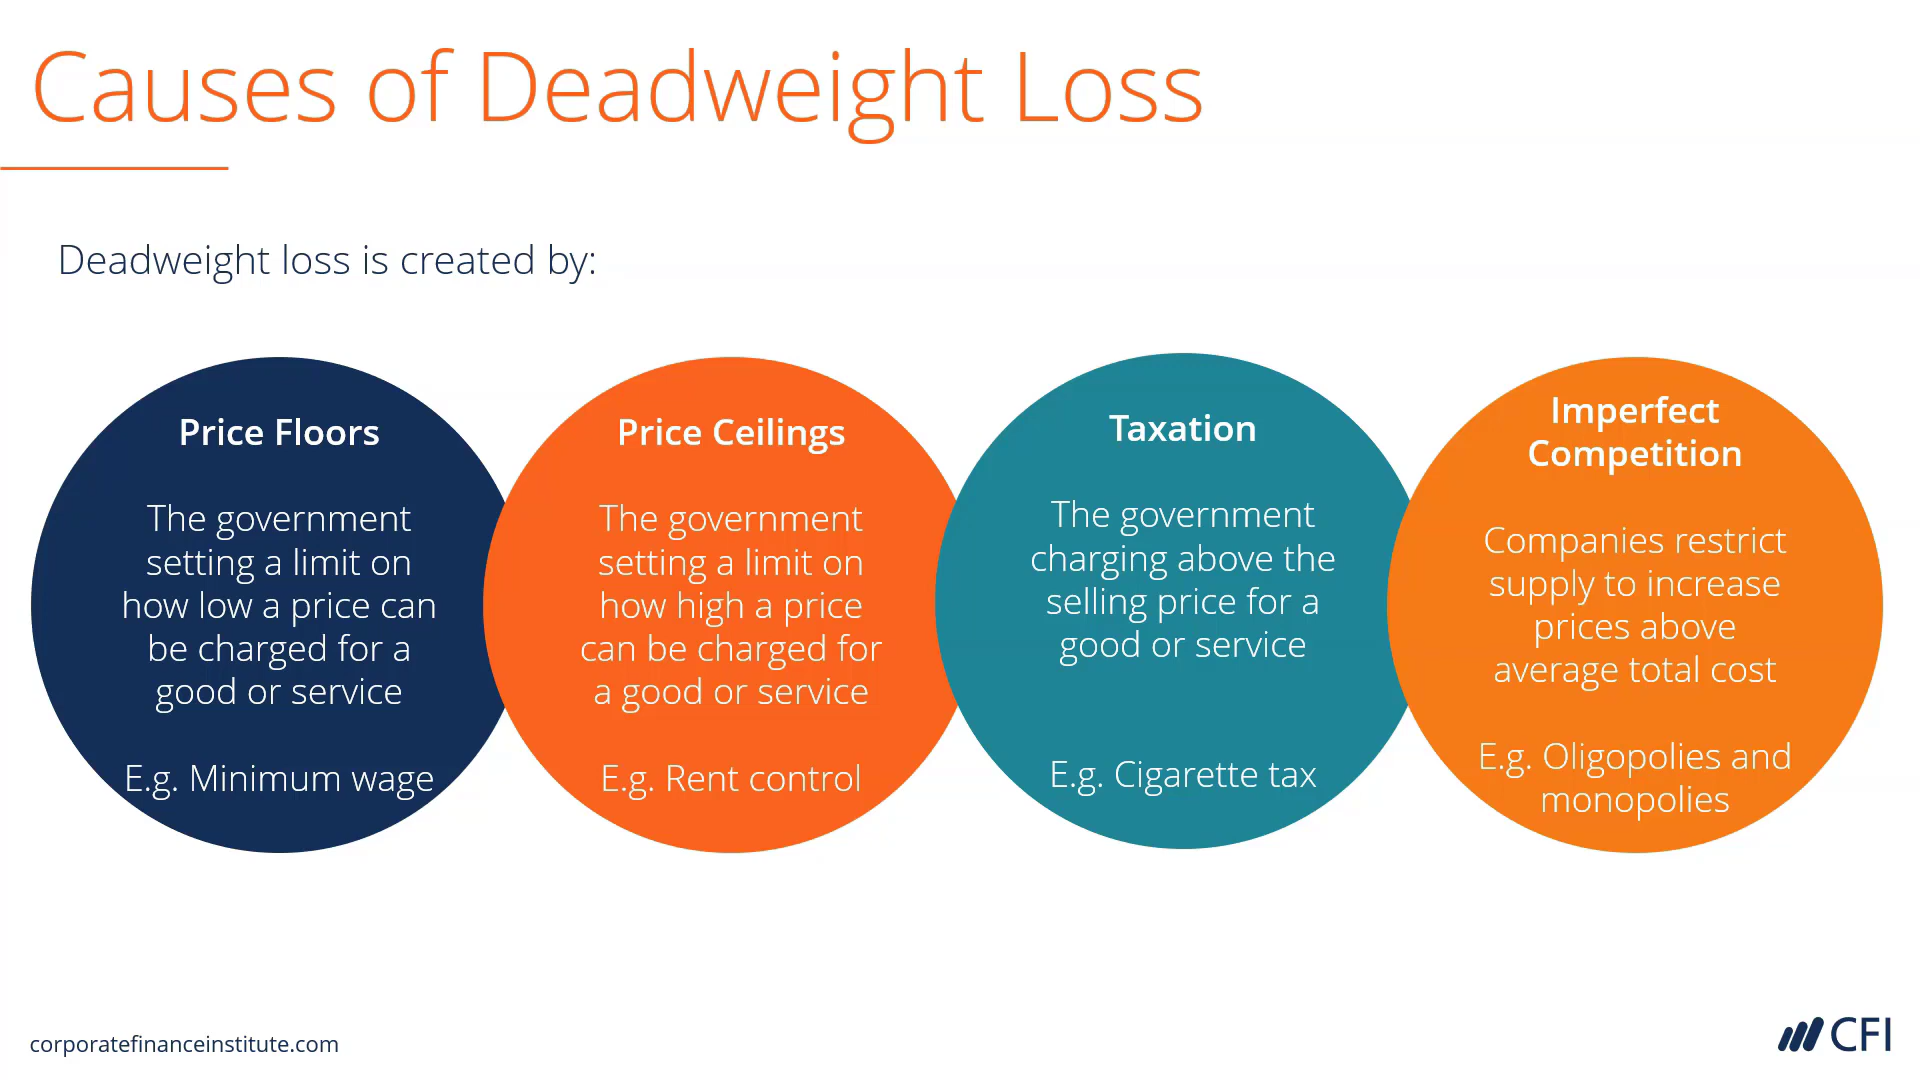 Causes of Deadweight Loss
Deadweight loss is created by:
Price Floors
The government
setting a limit on
how low a price can
be charged for a
good or service
E.g. Minimum wage
Price Ceilings
The government
setting a limit on
how high a price
can be charged for
a good or service
E.g. Rent control
Taxation
The government
charging above the
selling price for a
good or service
E.g. Cigarette tax
Imperfect
Competition
Companies restrict
supply to increase
prices above
average total cost
E.g. Oligopolies and
monopolies
corporatefinanceinstitute.com
CFI